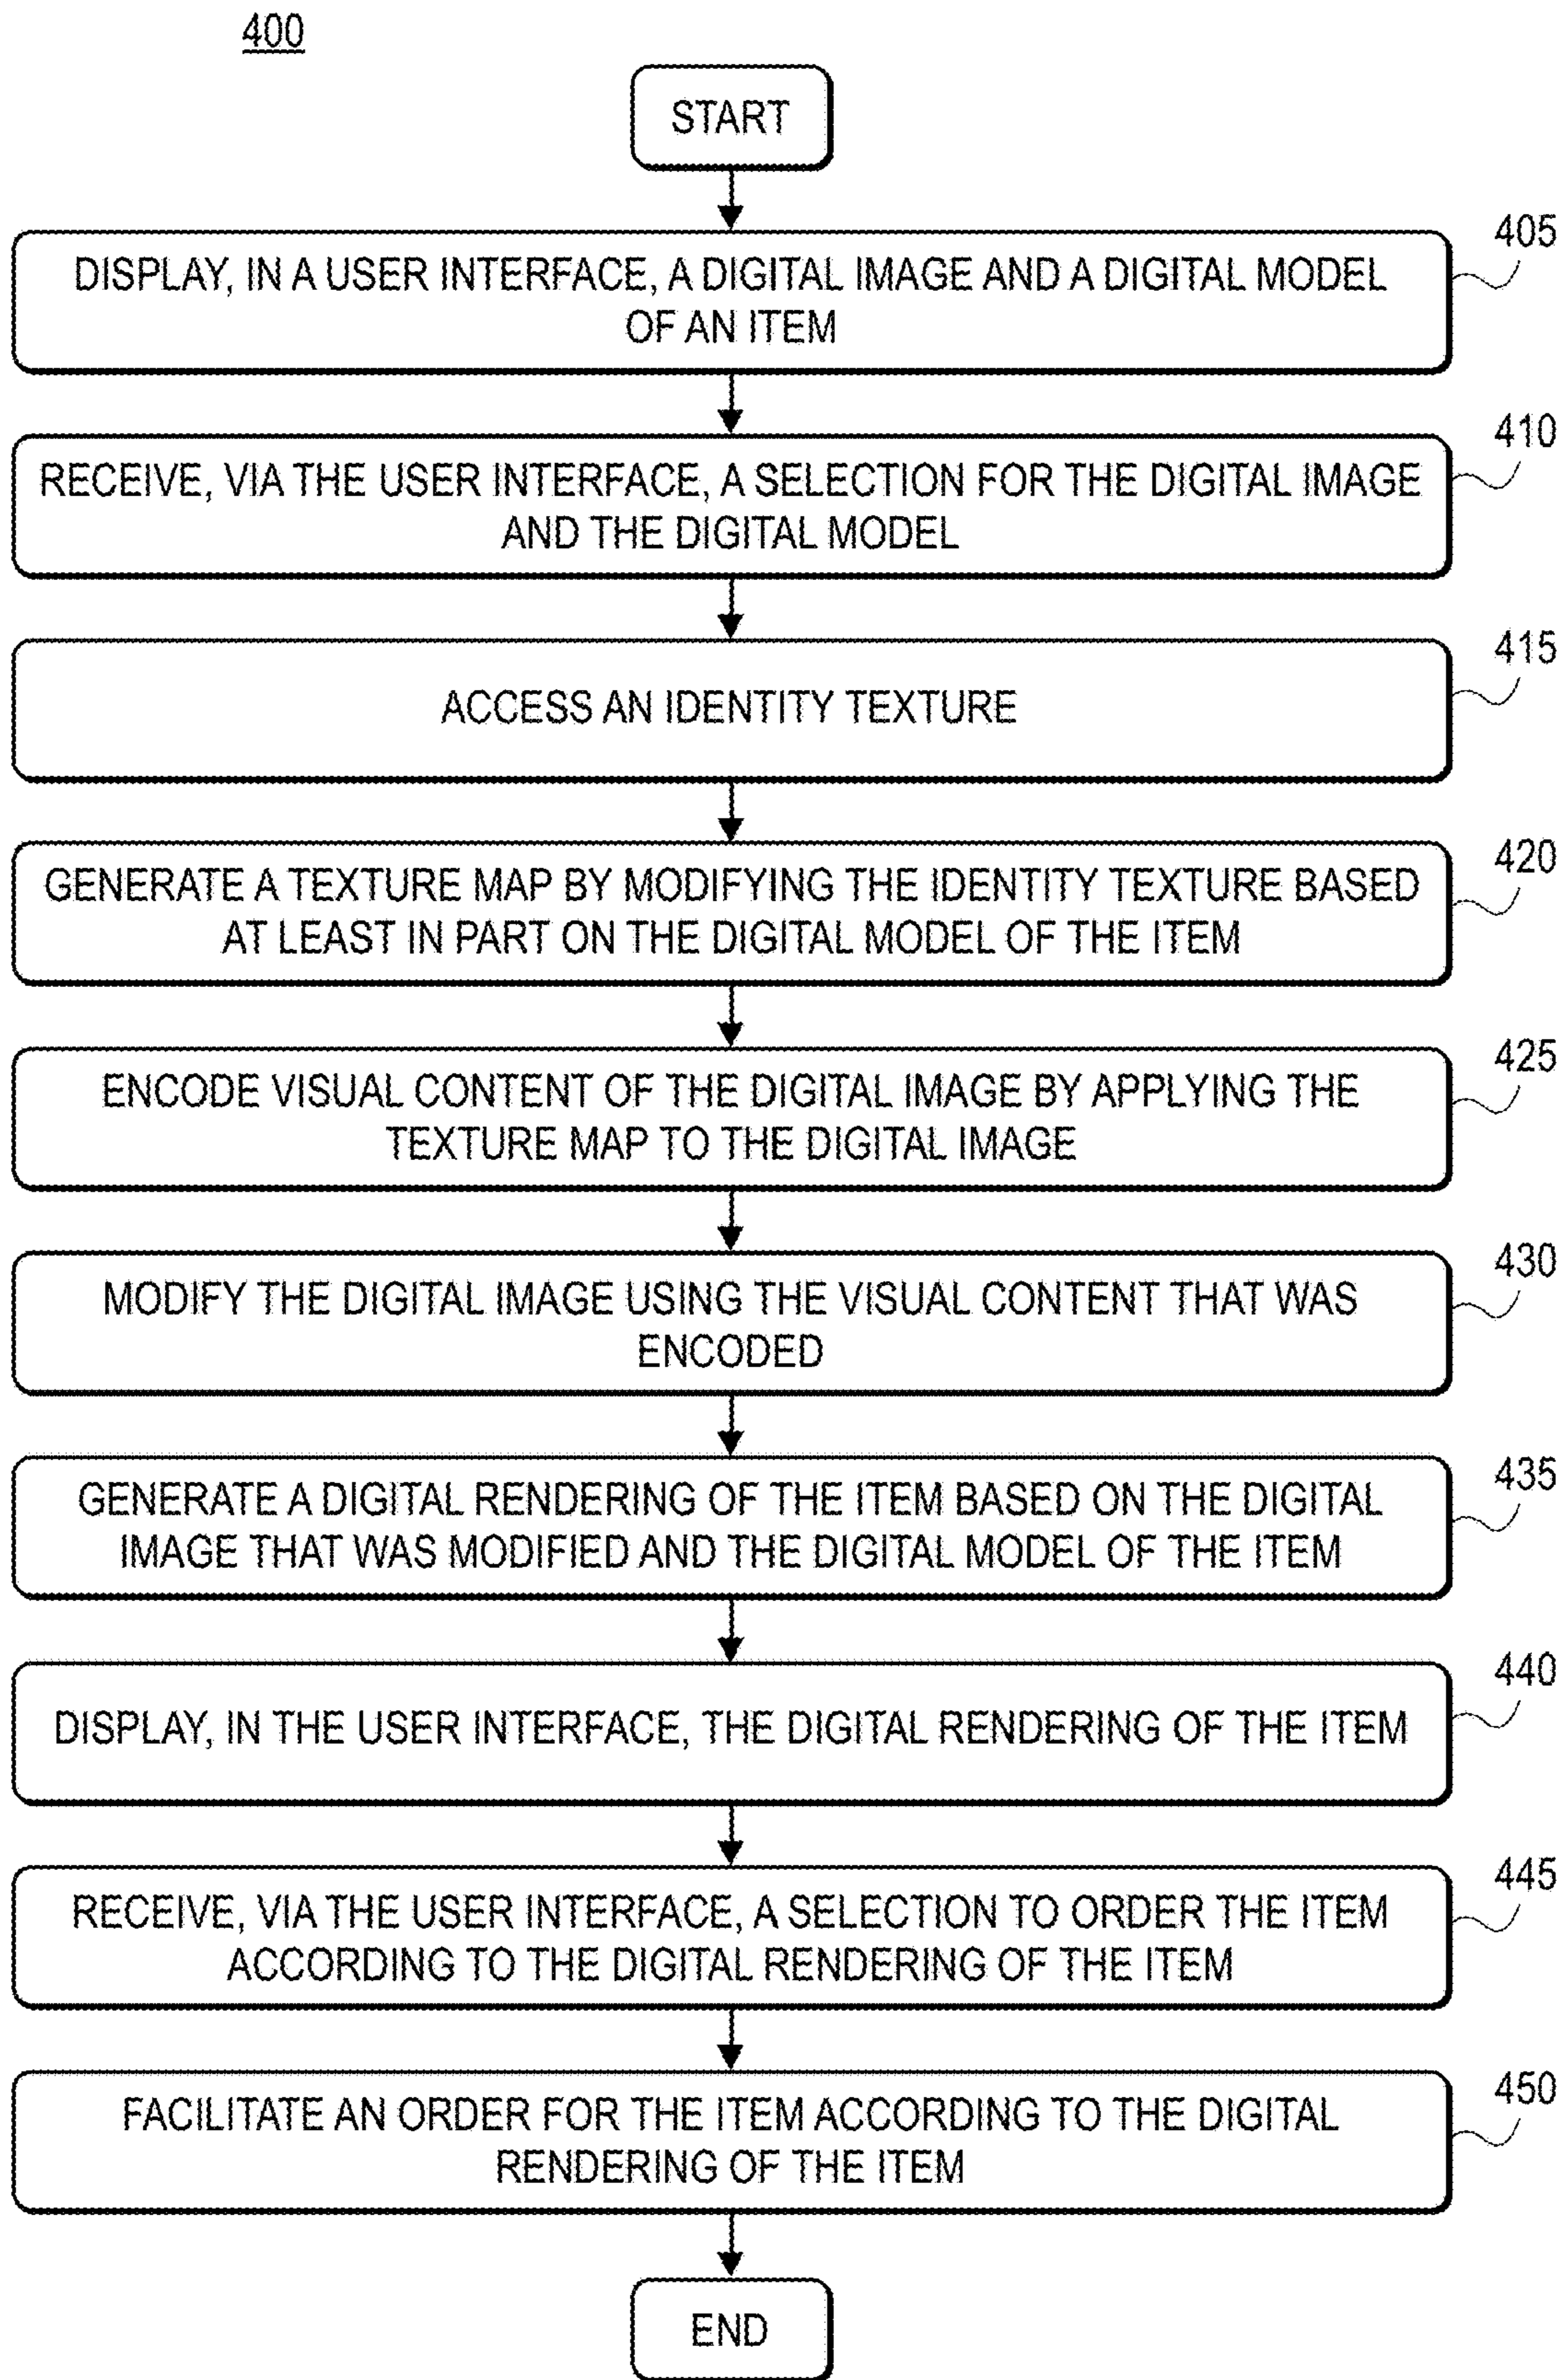 400
START
405
DISPLAY, IN A USER INTERFACE, A DIGITAL IMAGE AND A DIGITAL MODEL
OF AN ITEM
410
RECEIVE, VIA THE USER INTERFACE, A SELECTION FOR THE DIGITAL IMAGE
AND THE DIGITAL MODEL
415
ACCESS AN IDENTITY TEXTURE
420
GENERATE A TEXTURE MAP BY MODIFYING THE IDENTITY TEXTURE BASED
AT LEAST IN PART ON THE DIGITAL MODEL OF THE ITEM
425
ENCODE VISUAL CONTENT OF THE DIGITAL IMAGE BY APPLYING THE
TEXTURE MAP TO THE DIGITAL IMAGE
430
MODIFY THE DIGITAL IMAGE USING THE VISUAL CONTENT THAT WAS
ENCODED
435
GENERATE A DIGITAL RENDERING OF THE ITEM BASED ON THE DIGITAL
IMAGE THAT WAS MODIFIED AND THE DIGITAL MODEL OF THE ITEM
440
DISPLAY, IN THE USER INTERFACE, THE DIGITAL RENDERING OF THE ITEM
445
RECEIVE, VIA THE USER INTERFACE, A SELECTION TO ORDER THE ITEM
ACCORDING TO THE DIGITAL RENDERING OF THE ITEM
450
FACILITATE AN ORDER FOR THE ITEM ACCORDING TO THE DIGITAL
RENDERING OF THE ITEM
END